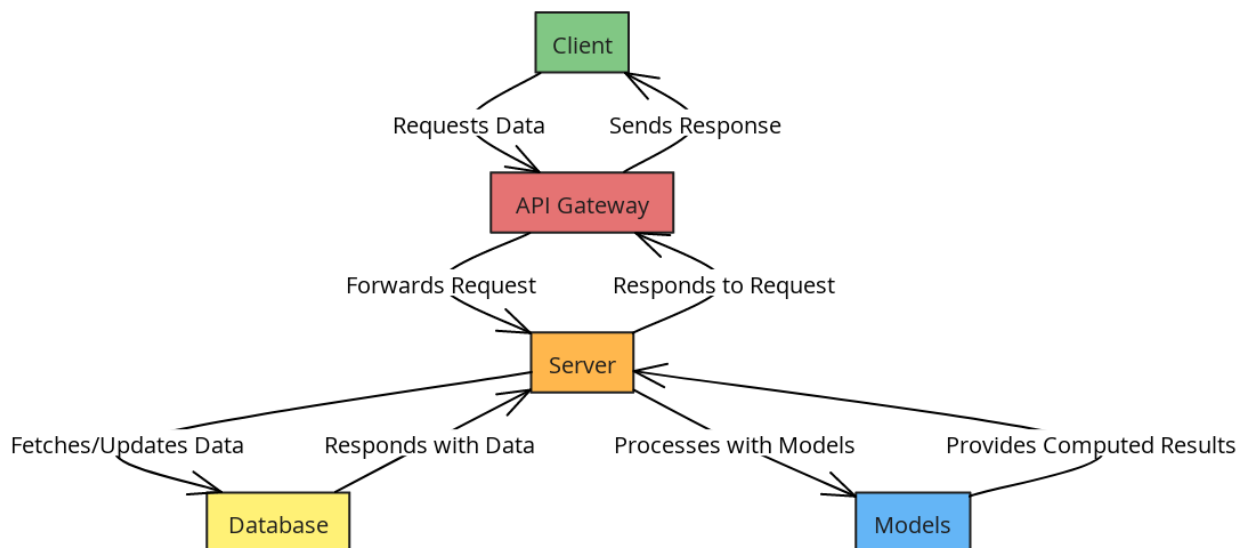 Client
Requests Data
Sends Response
API Gateway
Forwards Request
Responds to Request
Server
Fetches/Updates Data
Responds with Data
Processes with Models
Provides Computed Results
Database
Models